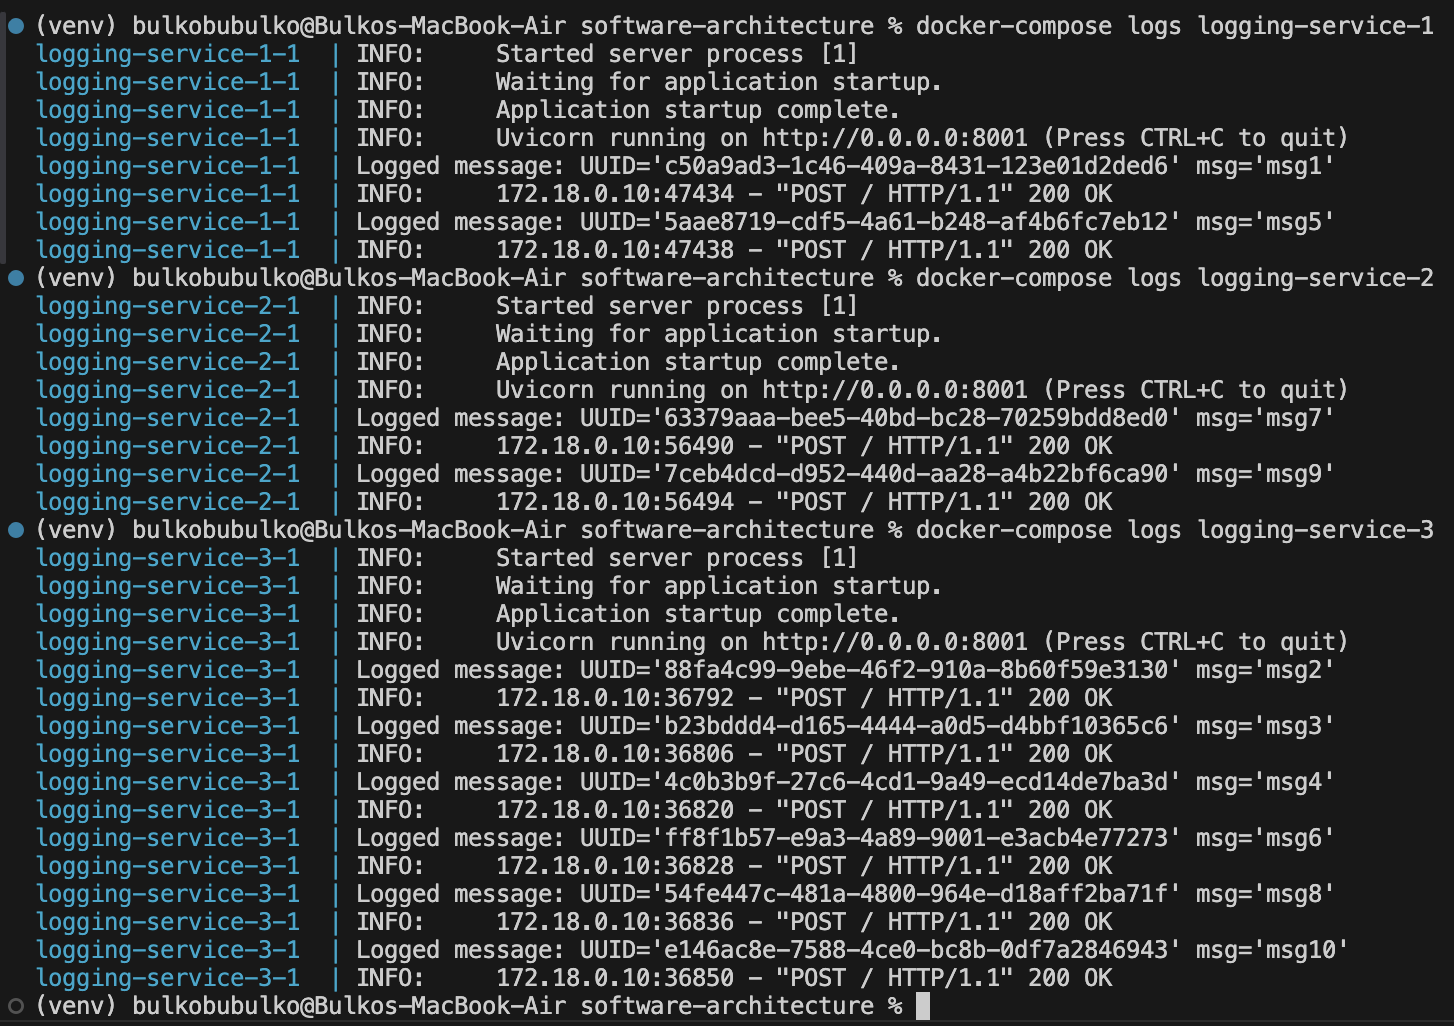 (venv) bulkobubulko@Bulkos-MacBook-Air software-architecture % docker-compose logs logging-service-1
logging-service-1-1  | INFO:     Started server process [1]
logging-service-1-1  | INFO:     Waiting for application startup.
logging-service-1-1  | INFO:     Application startup complete.
logging-service-1-1  | INFO:     Uvicorn running on http://0.0.0.0:8001 (Press CTRL+C to quit)
logging-service-1-1  | Logged message: UUID='c50a9ad3-1c46-409a-8431-123e01d2ded6' msg='msg1'
logging-service-1-1  | INFO:     172.18.0.10:47434 - "POST / HTTP/1.1" 200 OK
logging-service-1-1  | Logged message: UUID='5aae8719-cdf5-4a61-b248-af4b6fc7eb12' msg='msg5'
logging-service-1-1  | INFO:     172.18.0.10:47438 - "POST / HTTP/1.1" 200 OK
(venv) bulkobubulko@Bulkos-MacBook-Air software-architecture % docker-compose logs logging-service-2
logging-service-2-1  | INFO:     Started server process [1]
logging-service-2-1  | INFO:     Waiting for application startup.
logging-service-2-1  | INFO:     Application startup complete.
logging-service-2-1  | INFO:     Uvicorn running on http://0.0.0.0:8001 (Press CTRL+C to quit)
logging-service-2-1  | Logged message: UUID='63379aaa-bee5-40bd-bc28-70259bdd8ed0' msg='msg7'
logging-service-2-1  | INFO:     172.18.0.10:56490 - "POST / HTTP/1.1" 200 OK
logging-service-2-1  | Logged message: UUID='7ceb4dcd-d952-440d-aa28-a4b22bf6ca90' msg='msg9'
logging-service-2-1  | INFO:     172.18.0.10:56494 - "POST / HTTP/1.1" 200 OK
(venv) bulkobubulko@Bulkos-MacBook-Air software-architecture % docker-compose logs logging-service-3
logging-service-3-1  | INFO:     Started server process [1]
logging-service-3-1  | INFO:     Waiting for application startup.
logging-service-3-1  | INFO:     Application startup complete.
logging-service-3-1  | INFO:     Uvicorn running on http://0.0.0.0:8001 (Press CTRL+C to quit)
logging-service-3-1  | Logged message: UUID='88fa4c99-9ebe-46f2-910a-8b60f59e3130' msg='msg2'
logging-service-3-1  | INFO:     172.18.0.10:36792 - "POST / HTTP/1.1" 200 OK
logging-service-3-1  | Logged message: UUID='b23bddd4-d165-4444-a0d5-d4bbf10365c6' msg='msg3'
logging-service-3-1  | INFO:     172.18.0.10:36806 - "POST / HTTP/1.1" 200 OK
logging-service-3-1  | Logged message: UUID='4c0b3b9f-27c6-4cd1-9a49-ecd14de7ba3d' msg='msg4'
logging-service-3-1  | INFO:     172.18.0.10:36820 - "POST / HTTP/1.1" 200 OK
logging-service-3-1  | Logged message: UUID='ff8f1b57-e9a3-4a89-9001-e3acb4e77273' msg='msg6'
logging-service-3-1  | INFO:     172.18.0.10:36828 - "POST / HTTP/1.1" 200 OK
logging-service-3-1  | Logged message: UUID='54fe447c-481a-4800-964e-d18aff2ba71f' msg='msg8'
logging-service-3-1  | INFO:     172.18.0.10:36836 - "POST / HTTP/1.1" 200 OK
logging-service-3-1  | Logged message: UUID='e146ac8e-7588-4ce0-bc8b-0df7a2846943' msg='msg10'
logging-service-3-1  | INFO:     172.18.0.10:36850 - "POST / HTTP/1.1" 200 OK
(venv) bulkobubulko@Bulkos-MacBook-Air software-architecture %